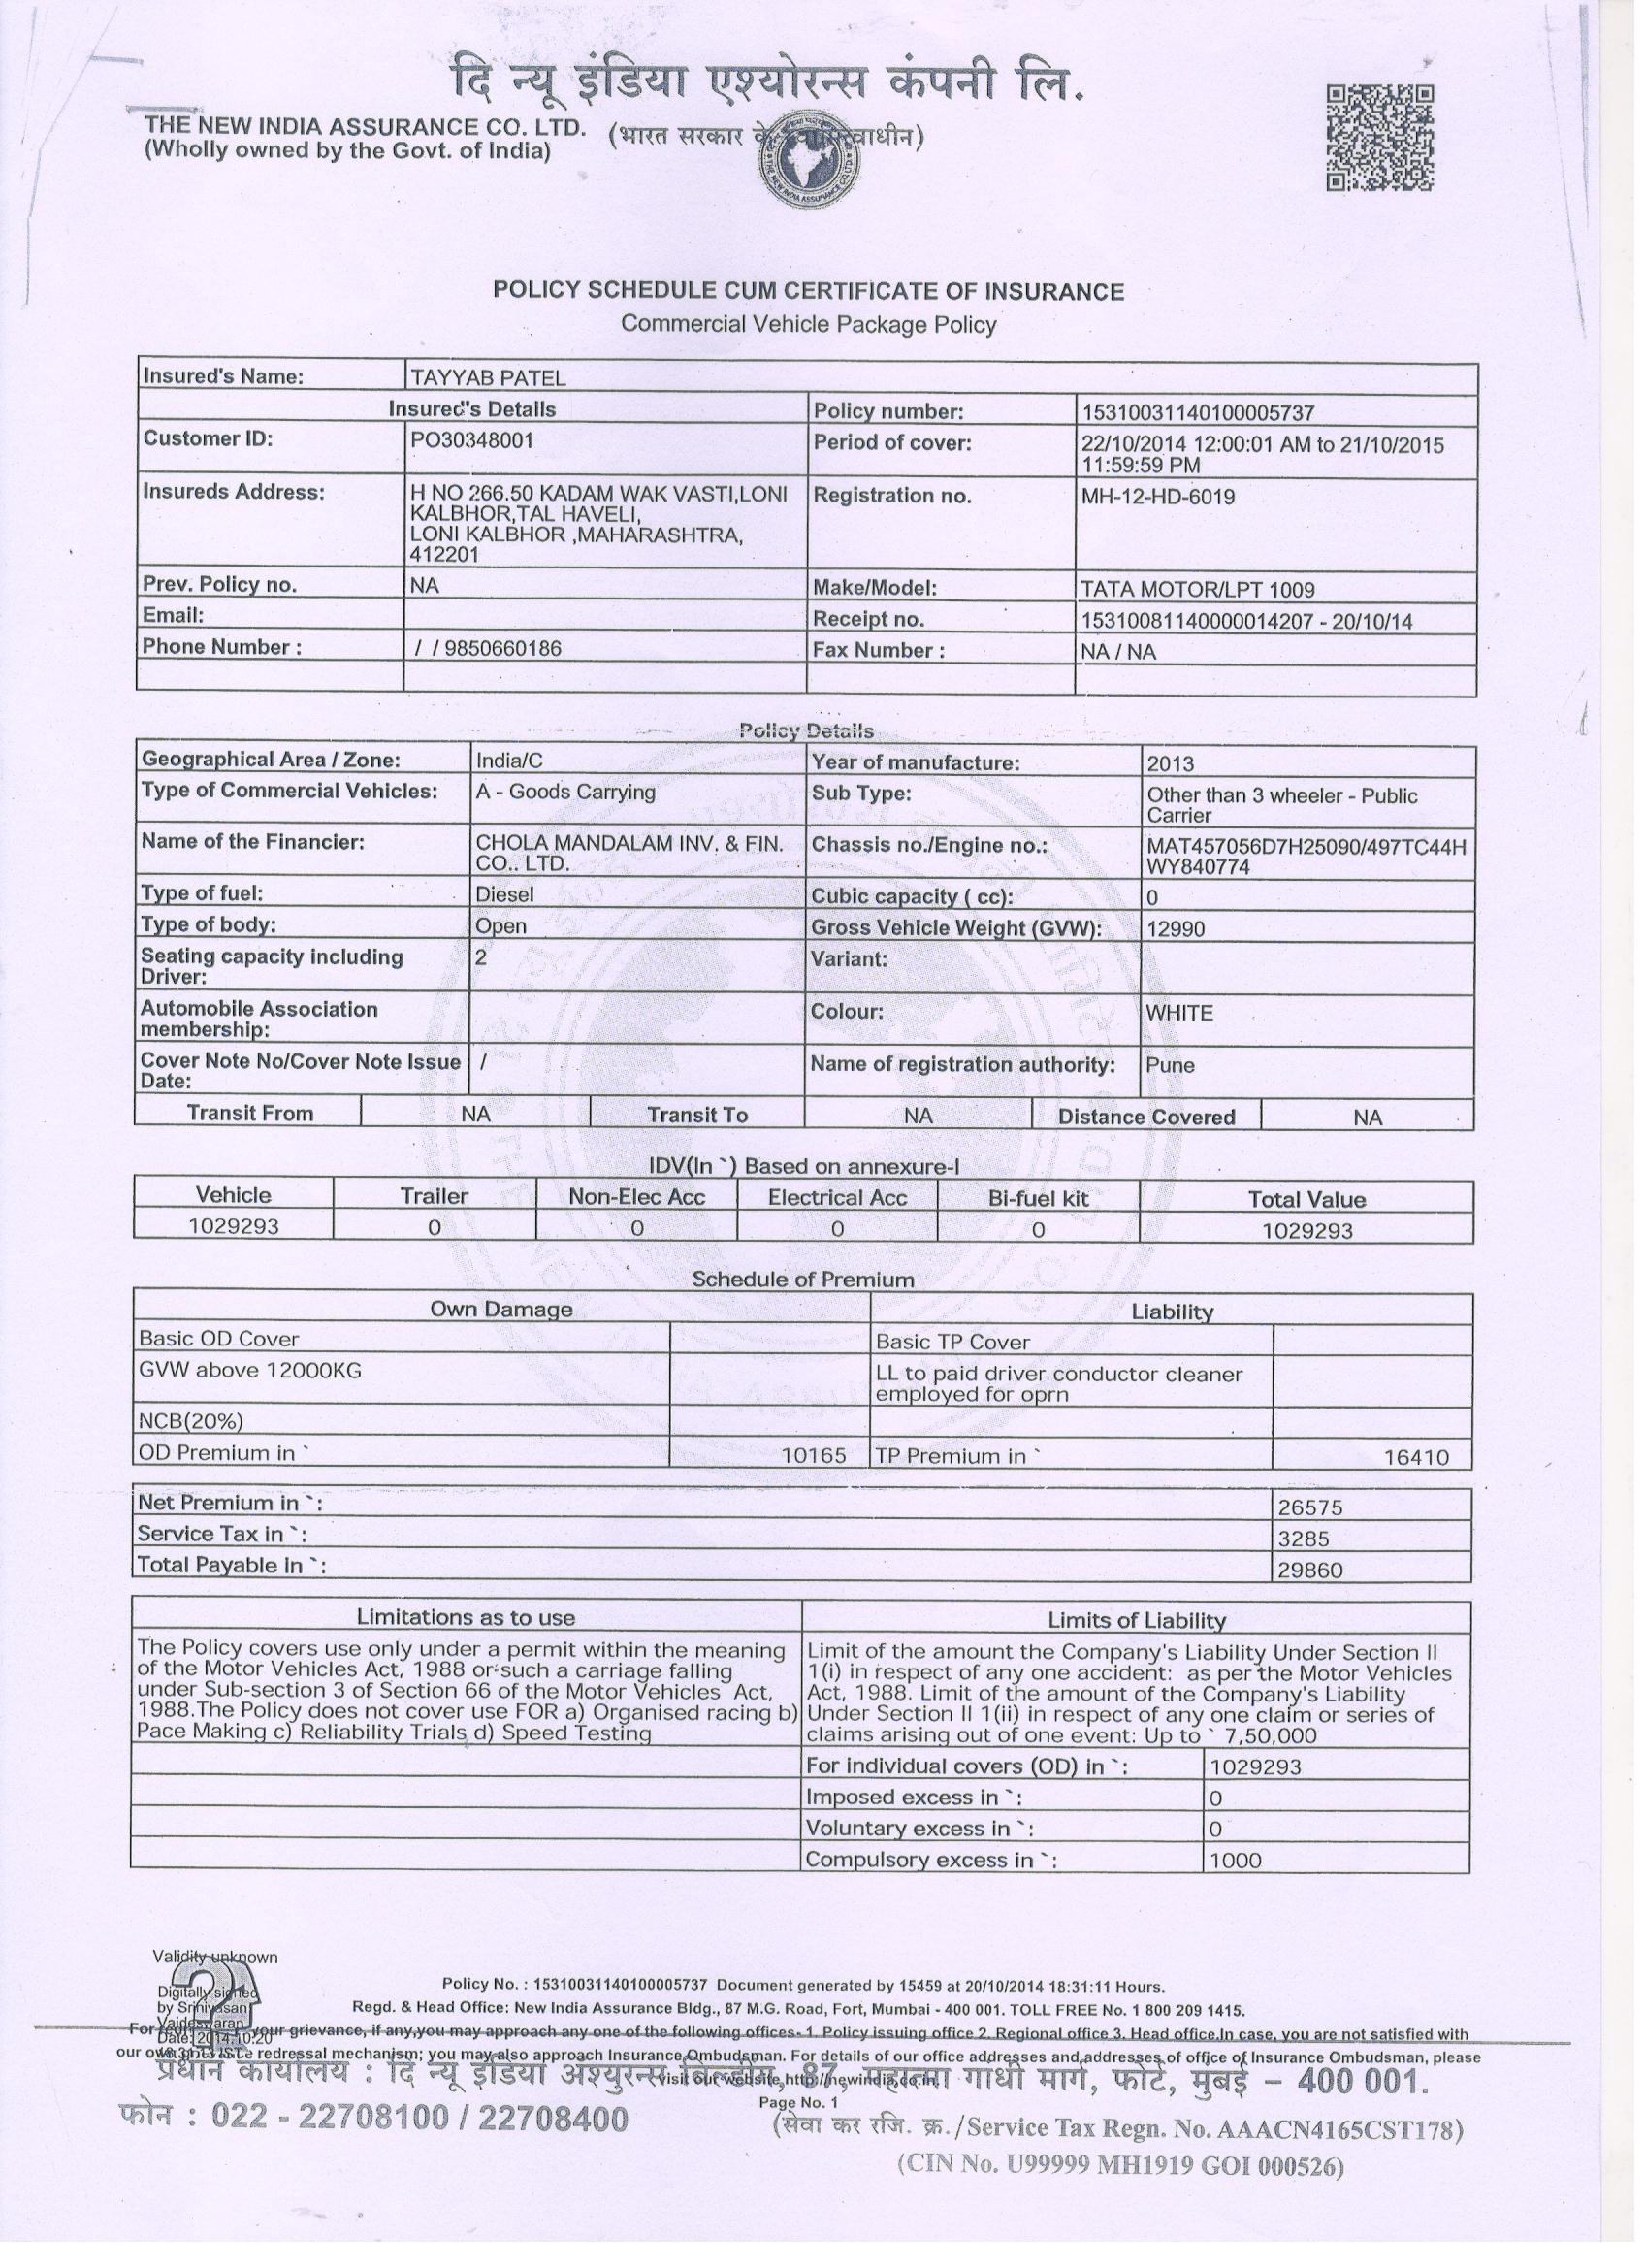 दि न्यू इंडिया एश्योरन्स कंपनी लि.
THE NEW INDIA ASSURANCE CO. LTD. (भारत सरकार के
(Wholly owned by the Govt. of India)
POLICY SCHEDULE CUM CERTIFICATE OF INSURANCE
Commercial Vehicle Package Policy
Insured's Name: TAYYAB PATEL
Insured"s Details Policy number: 15310031140100005737
Customer ID: PO30348001 Period of cover: 22/10/2014 12:00:01 AM to 21/10/2015
11:59:59 PM
Insureds Address: H NO 266.50 KADAM WAK VASTI,LONI Registration no. MH-12-HD-6019
KALBHOR,TAL HAVELI,
LONI KALBHOR ,MAHARASHTRA,
412201
Prev. Policy no. NA Make/Model: TATA MOTOR/LPT 1009
Email: Receipt no. 15310081140000014207 - 20/10/14
Phone Number : / / 9850660186 Fax Number : NA / NA
Policy Details
Geographical Area / Zone: India/C Year of manufacture: 2013
Type of Commercial Vehicles: A - Goods Carrying Sub Type: Other than 3 wheeler - Public
Carrier
Name of the Financier: CHOLA MANDALAM INV. & FIN. Chassis no./Engine no.: MAT457056D7H25090/497TC44H
CO.. LTD. WY840774
Type of fuel: Diesel Cubic capacity ( cc): 0
Type of body: Open Gross Vehicle Weight (GVW): 12990
Seating capacity including 2 Variant:
Driver:
Automobile Association Colour: WHITE
membership:
Cover Note No/Cover Note Issue / Name of registration authority: Pune
Date:
Transit From NA Transit To NA Distance Covered NA
IDV(In `) Based on annexure-I
Vehicle Trailer Non-Elec Acc Electrical Acc Bi-fuel kit Total Value
1029293 0 0 0 0 1029293
Schedule of Premium
Own Damage Liability
Basic OD Cover Basic TP Cover
GVW above 12000KG LL to paid driver conductor cleaner
employed for oprn
NCB(20%)
OD Premium in ` 10165 TP Premium in ` 16410
Net Premium in `: 26575
Service Tax in `: 3285
Total Payable in `: 29860
Limitations as to use Limits of Liability
The Policy covers use only under a permit within the meaning Limit of the amount the Company's Liability Under Section II
of the Motor Vehicles Act, 1988 or such a carriage falling 1(i) in respect of any one accident: as per the Motor Vehicles
under Sub-section 3 of Section 66 of the Motor Vehicles Act, Act, 1988. Limit of the amount of the Company's Liability
1988.The Policy does not cover use FOR a) Organised racing b) Under Section II 1(ii) in respect of any one claim or series of
Pace Making c) Reliability Trials d) Speed Testing claims arising out of one event: Up to ` 7,50,000
For individual covers (OD) in `: 1029293
Imposed excess in `: 0
Voluntary excess in `: 0
Compulsory excess in `: 1000
Validity unknown
Digitally signed
by Srinivasan
Vaideswaran
Date: 2014.10.20
Policy No. : 15310031140100005737 Document generated by 15459 at 20/10/2014 18:31:11 Hours.
Regd. & Head Office: New India Assurance Bldg., 87 M.G. Road, Fort, Mumbai - 400 001. TOLL FREE No. 1 800 209 1415.
For your grievance, if any,you may approach any one of the following offices- 1. Policy issuing office 2. Regional office 3. Head office.In case, you are not satisfied with
our own redressal mechanism; you may also approach Insurance Ombudsman. For details of our office addresses and addresses of office of Insurance Ombudsman, please
visit our website http://newindia.co.in.
प्रधान कार्यालय : दि न्यू इंडिया अ‍ॅश्युरन्स बिल्डींग, 87, महात्मा गांधी मार्ग, फोर्ट, मुंबई – 400 001.
Page No. 1
फोन : 022 - 22708100 / 22708400
(सेवा कर रजि. क्र./Service Tax Regn. No. AAACN4165CST178)
(CIN No. U99999 MH1919 GOI 000526)